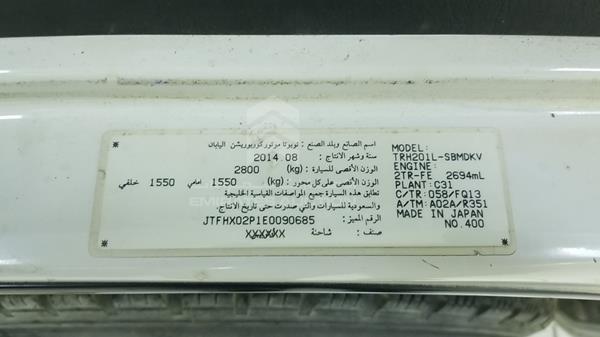 اسم الصانع وبلد الصنع : تويوتا موتور كوربوريشن اليابان
سنة وشهر الانتاج : 2014.08
الوزن الأقصى للسيارة (kg) 2800
الوزن الأقصى على كل محور : (kg) 1550 امامي 1550 خلفي
تطابق هذه السيارة جميع المواصفات القياسية الخليجية
والسعودية للسيارات والتي صدرت حتى تاريخ الانتاج.
الرقم المميز : JTFHX02P1E0090685
صنف : شاحنة
MODEL:
TRH201L-SBMDKV
ENGINE:
2TR-FE 2694mL
PLANT: C31
C/TR: 058/FQ13
A/TM: A02A/R351
MADE IN JAPAN
NO.400